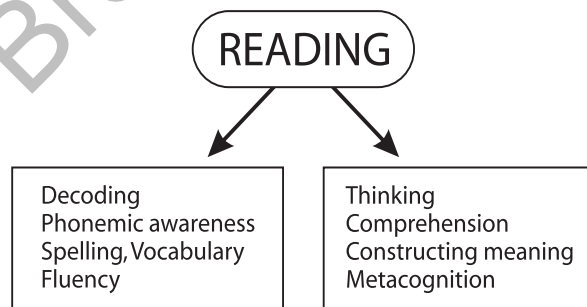 READING
Decoding
Phonemic awareness
Spelling, Vocabulary
Fluency
Thinking
Comprehension
Constructing meaning
Metacognition